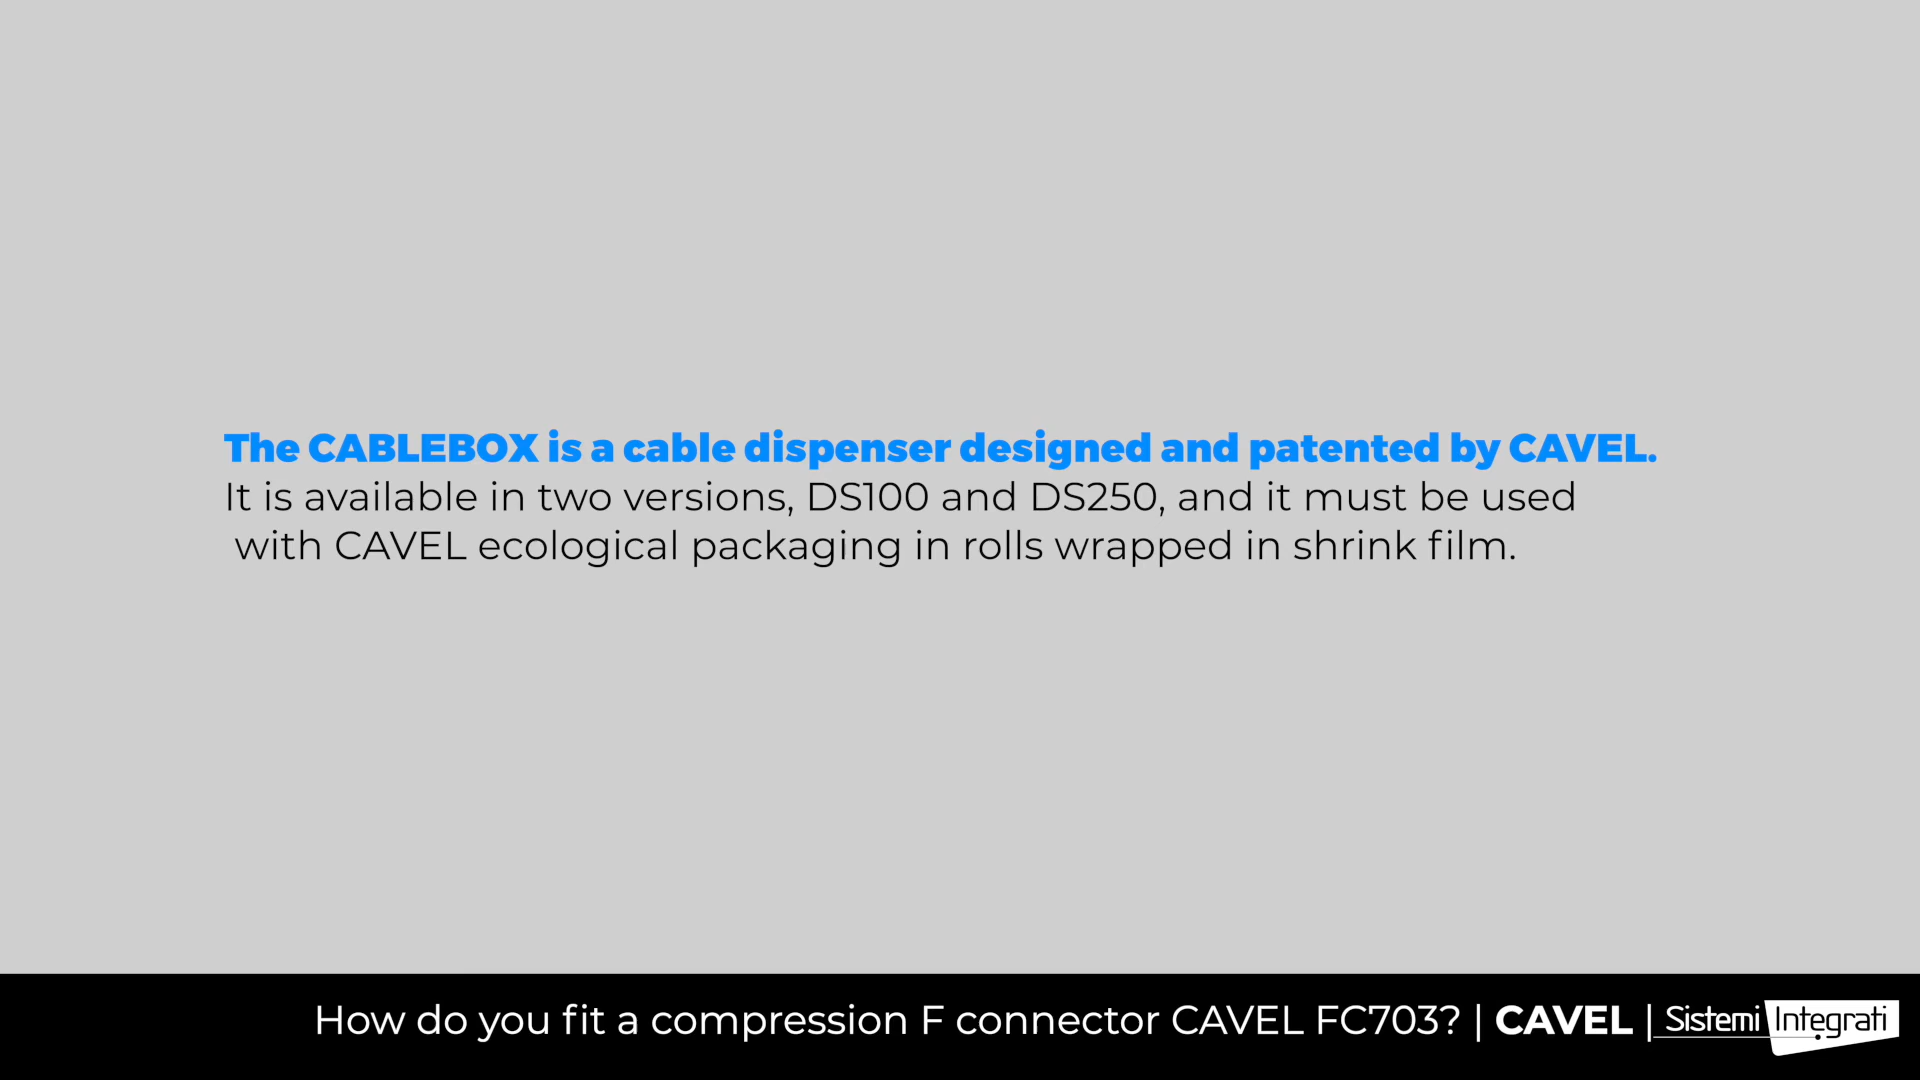 The CABLEBOX is a cable dispenser designed and patented by CAVEL.
It is available in two versions, DS100 and DS250, and it must be used
with CAVEL ecological packaging in rolls wrapped in shrink film.
How do you fit a compression F connector CAVEL FC703? | CAVEL | Sistemi Integrati